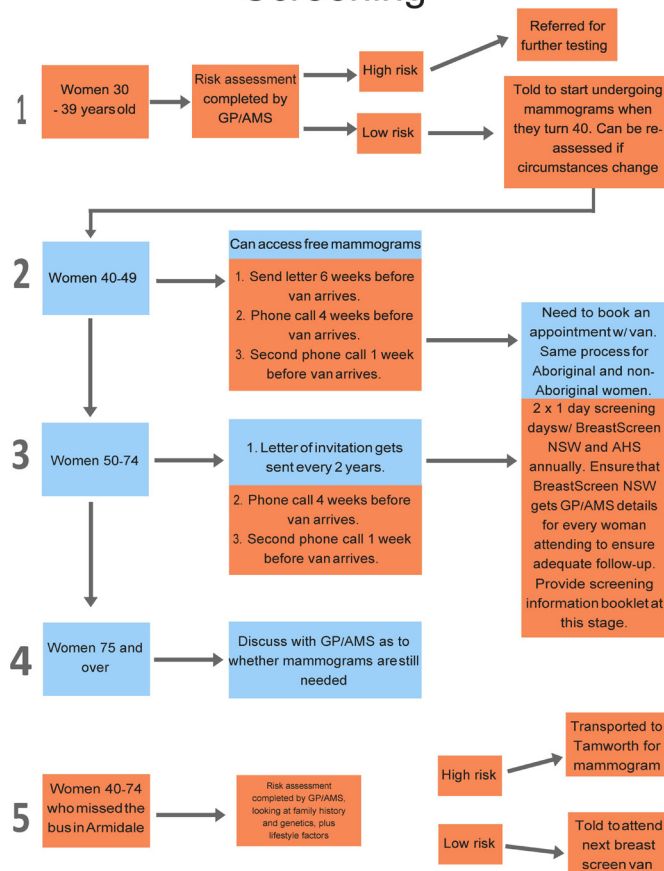 Screening
1
Women 30
- 39 years old
Risk assessment
completed by
GP/AMS
High risk
Low risk
Referred for
further testing
Told to start undergoing
mammograms when
they turn 40. Can be re-
assessed if
circumstances change
2
Women 40-49
Can access free mammograms
1. Send letter 6 weeks before
van arrives.
2. Phone call 4 weeks before
van arrives.
3. Second phone call 1 week
before van arrives.
Need to book an
appointment w/ van.
Same process for
Aboriginal and non-
Aboriginal women.
2 x 1 day screening
days w/ BreastScreen
NSW and AHS
annually. Ensure that
BreastScreen NSW
gets GP/AMS details
for every woman
attending to ensure
adequate follow-up.
Provide screening
information booklet at
this stage.
3
Women 50-74
1. Letter of invitation gets
sent every 2 years.
2. Phone call 4 weeks before
van arrives.
3. Second phone call 1 week
before van arrives.
4
Women 75 and
over
Discuss with GP/AMS as to
whether mammograms are still
needed
5
Women 40-74
who missed the
bus in Armidale
Risk assessment
completed by GP/AMS,
looking at family history
and genetics, plus
lifestyle factors
High risk
Transported to
Tamworth for
mammogram
Low risk
Told to attend
next breast
screen van